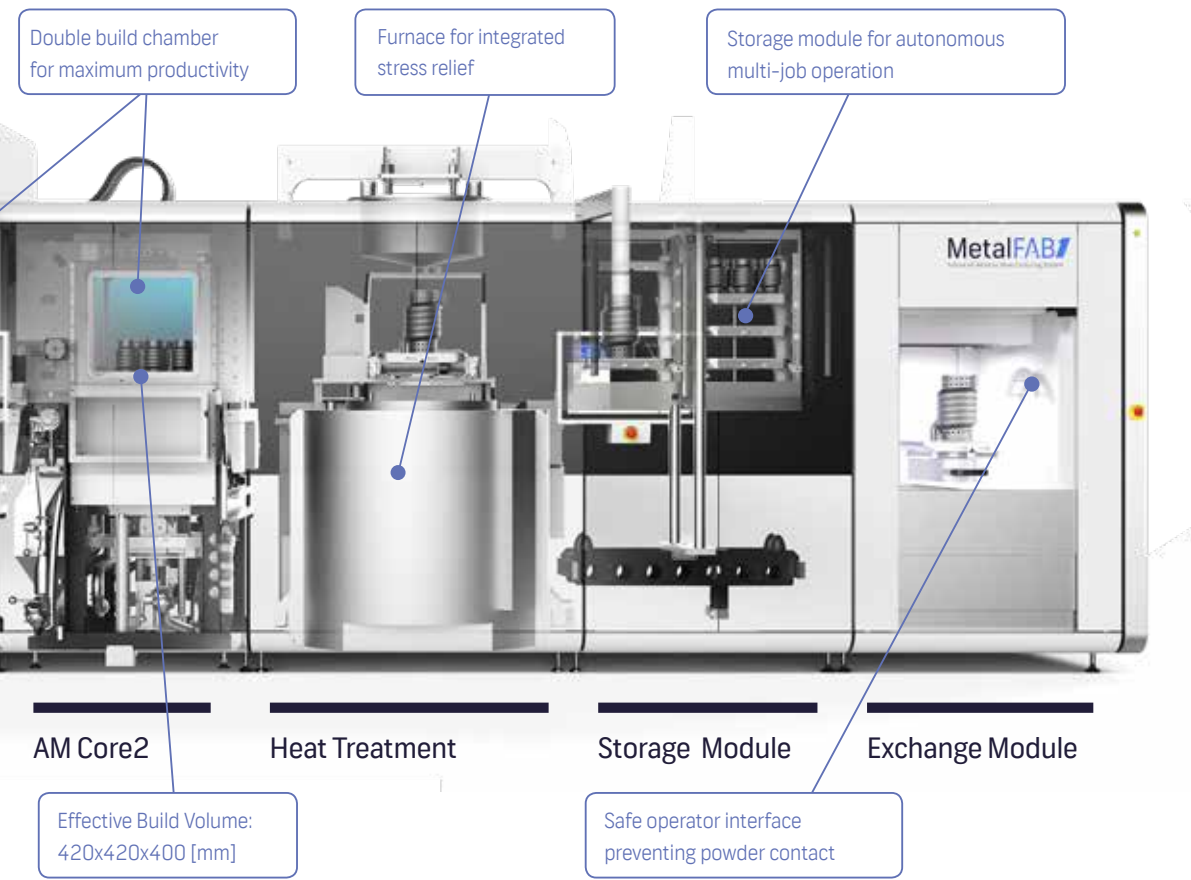 Double build chamber
for maximum productivity
Furnace for integrated
stress relief
Storage module for autonomous
multi-job operation
MetalFAB1
AM Core2
Heat Treatment
Storage Module
Exchange Module
Effective Build Volume:
420x420x400 [mm]
Safe operator interface
preventing powder contact